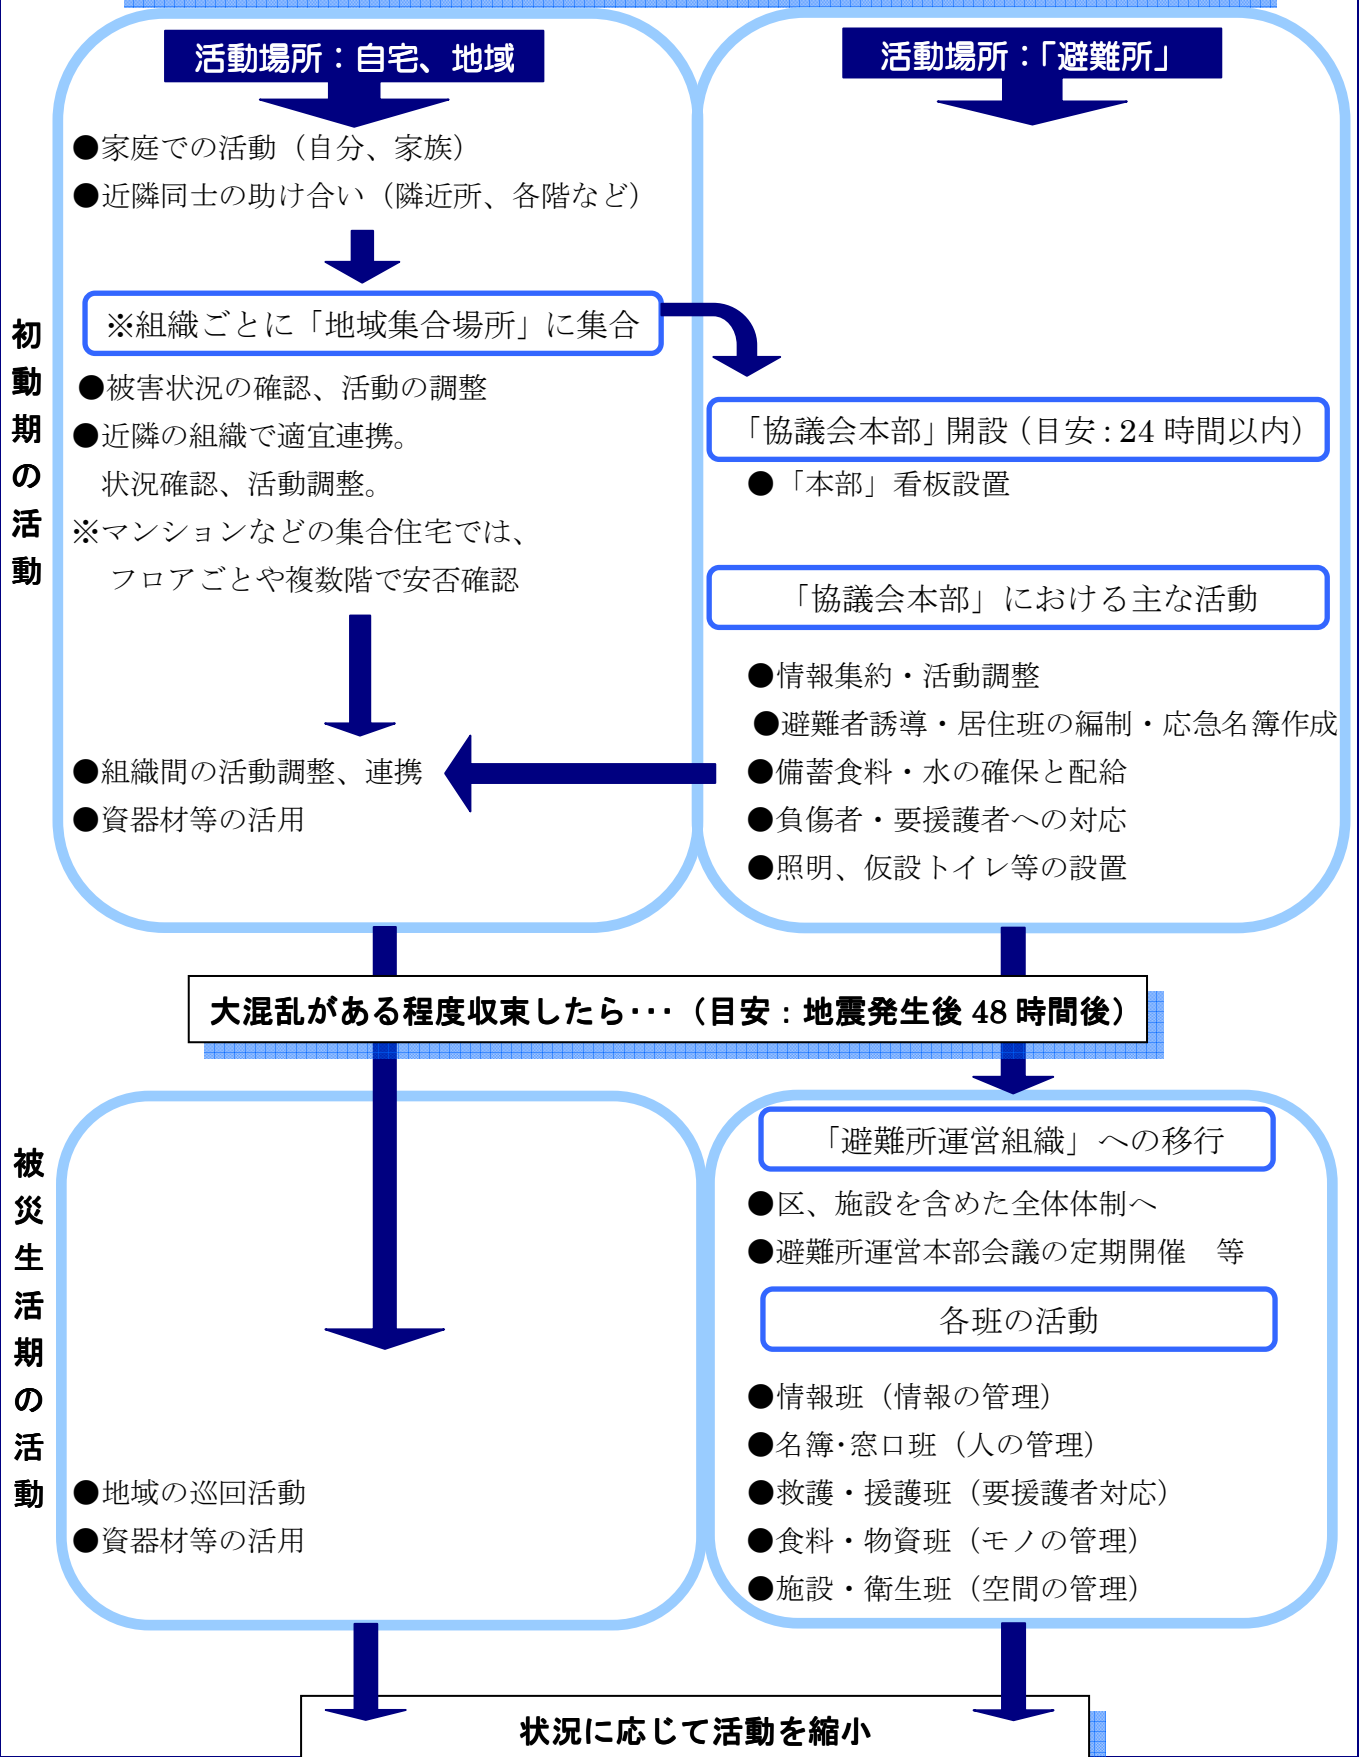 活動場所：自宅、地域
●家庭での活動（自分、家族）
●近隣同士の助け合い（隣近所、各階など）
※組織ごとに「地域集合場所」に集合
●被害状況の確認、活動の調整
●近隣の組織で適宜連携。
状況確認、活動調整。
※マンションなどの集合住宅では、
フロアごとや複数階で安否確認
●組織間の活動調整、連携
●資器材等の活用
活動場所：「避難所」
「協議会本部」開設（目安：24 時間以内）
●「本部」看板設置
「協議会本部」における主な活動
●情報集約・活動調整
●避難者誘導・居住班の編制・応急名簿作成
●備蓄食料・水の確保と配給
●負傷者・要援護者への対応
●照明、仮設トイレ等の設置
初動期の活動
大混乱がある程度収束したら･･･（目安：地震発生後 48 時間後）
被災生活期の活動
●地域の巡回活動
●資器材等の活用
「避難所運営組織」への移行
●区、施設を含めた全体体制へ
●避難所運営本部会議の定期開催　等
各班の活動
●情報班（情報の管理）
●名簿･窓口班（人の管理）
●救護・援護班（要援護者対応）
●食料・物資班（モノの管理）
●施設・衛生班（空間の管理）
状況に応じて活動を縮小